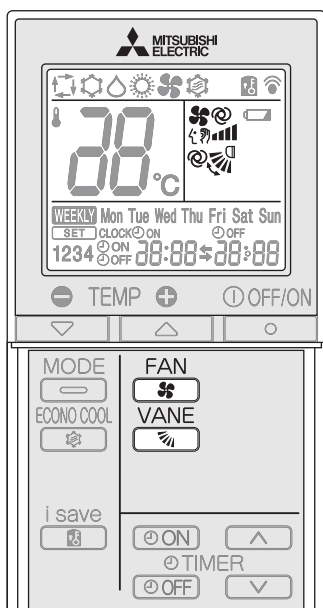 MITSUBISHI
ELECTRIC
88°C
WEEKLY Mon Tue Wed Thu Fri Sat Sun
SET CLOCK ON OFF
1234 ON OFF 88:88 88:88
TEMP OFF/ON
MODE FAN
ECONO COOL VANE
i save
ON
TIMER
OFF